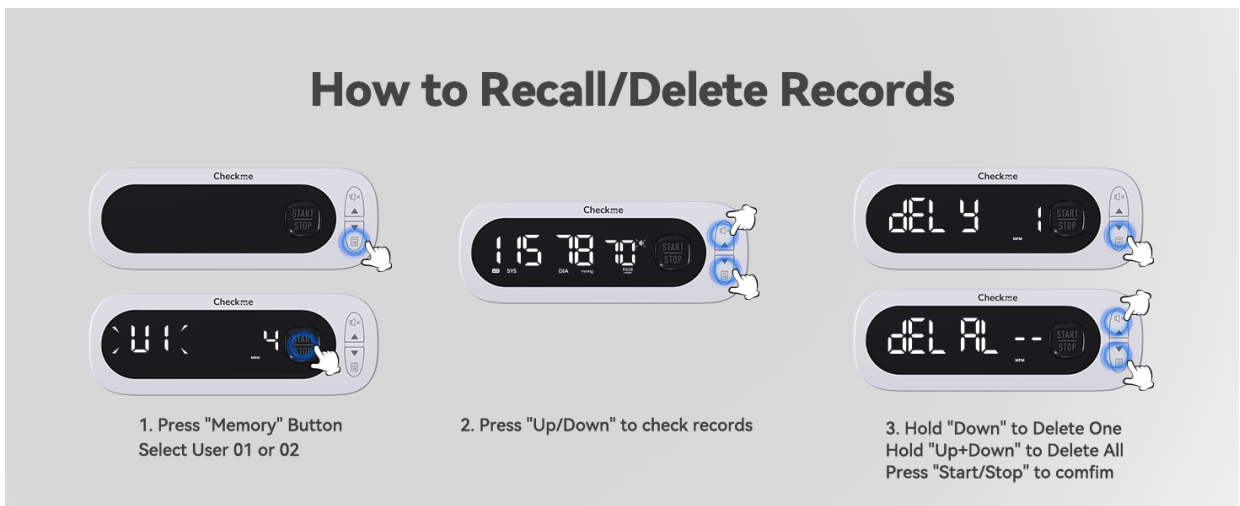 How to Recall/Delete Records
Checkme
START
STOP
Checkme
U1 4
MEM
START
STOP
1. Press "Memory" Button
Select User 01 or 02
Checkme
115 78 70
SYS DIA mmHg PULSE
START
STOP
2. Press "Up/Down" to check records
Checkme
dEL Y 1
MEM
START
STOP
Checkme
dEL AL --
MEM
START
STOP
3. Hold "Down" to Delete One
Hold "Up+Down" to Delete All
Press "Start/Stop" to comfim